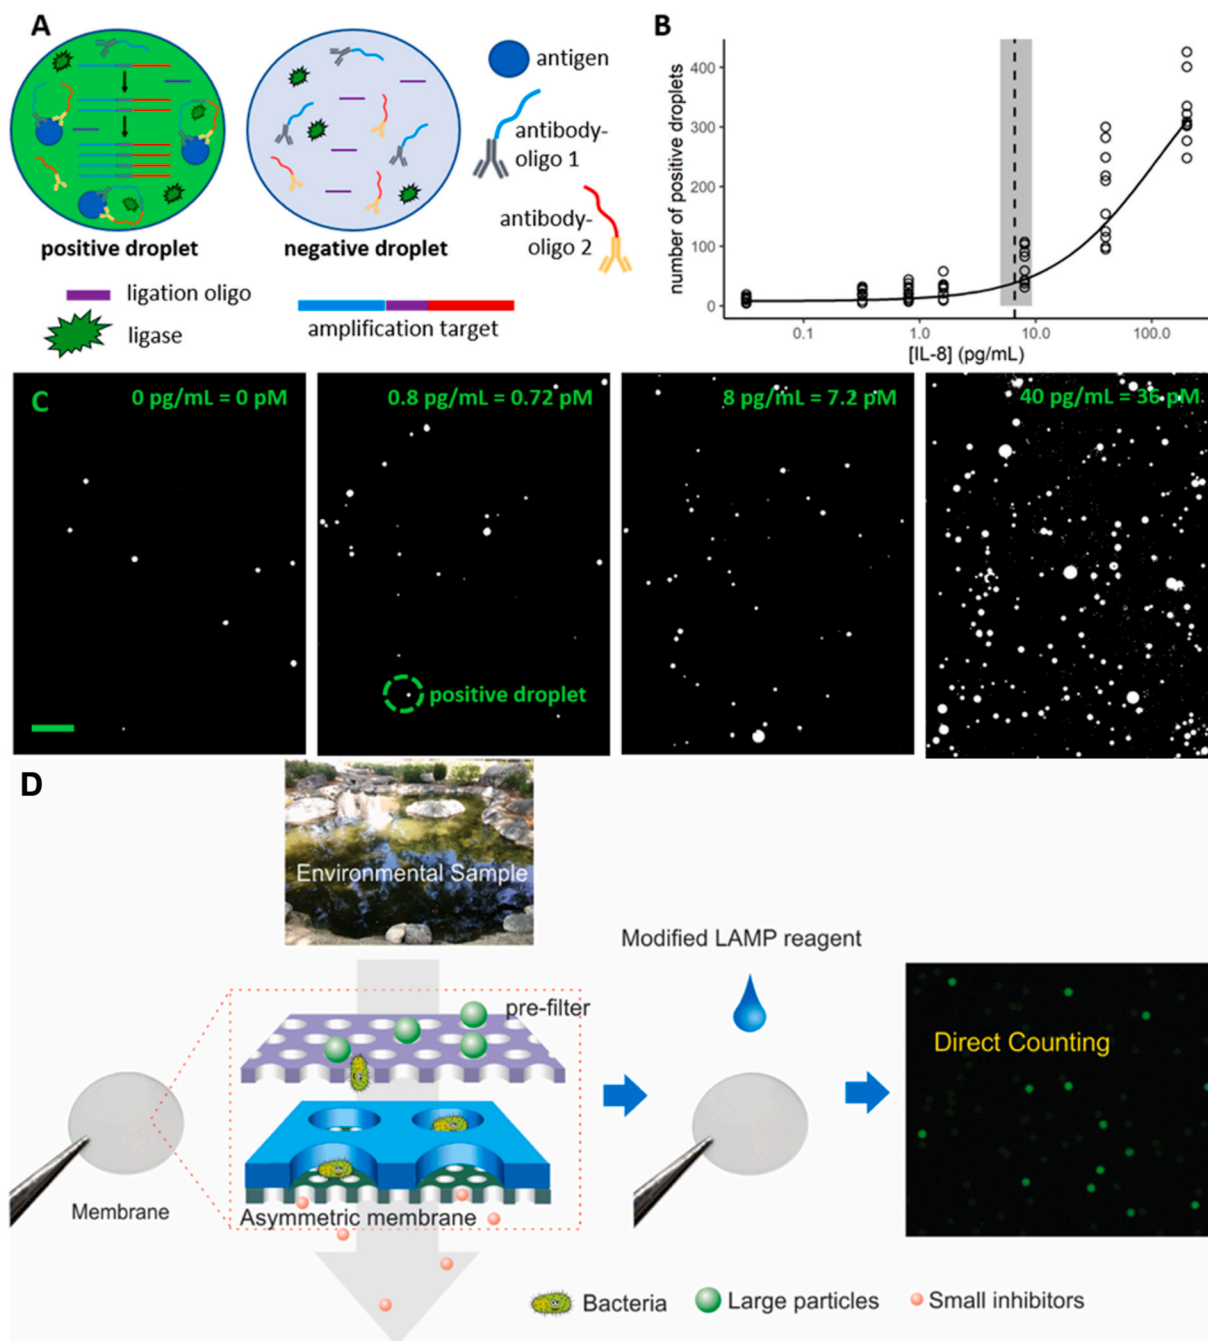 A
antigen
antibody-
oligo 1
antibody-
oligo 2
positive droplet
negative droplet
ligation oligo
ligase
amplification target
B
number of positive droplets
400
300
200
100
0
0.1
1.0
10.0
100.0
[IL-8] (pg/mL)
C
0 pg/mL = 0 pM
0.8 pg/mL = 0.72 pM
8 pg/mL = 7.2 pM
40 pg/mL = 36 pM
positive droplet
D
Environmental Sample
Modified LAMP reagent
pre-filter
Direct Counting
Membrane
Asymmetric membrane
Bacteria
Large particles
Small inhibitors